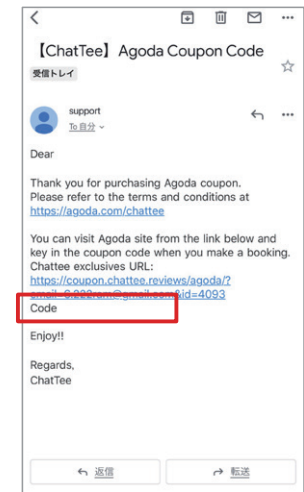 【ChatTee】Agoda Coupon Code
受信トレイ
support
To 自分
Dear
Thank you for purchasing Agoda coupon.
Please refer to the terms and conditions at
https://agoda.com/chattee
You can visit Agoda site from the link below and
key in the coupon code when you make a booking.
Chattee exclusives URL:
https://coupon.chattee.reviews/agoda/?
Code
Enjoy!!
Regards,
ChatTee
返信
転送